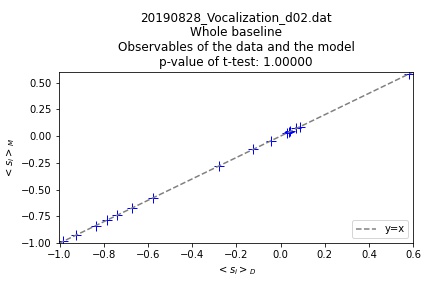 20190828_Vocalization_d02.dat
Whole baseline
Observables of the data and the model
p-value of t-test: 1.00000
0.50
0.25
0.00
−0.25
−0.50
−0.75
−1.00
< s_i >_M
y=x
−1.0 −0.8 −0.6 −0.4 −0.2 0.0 0.2 0.4 0.6
< s_i >_D